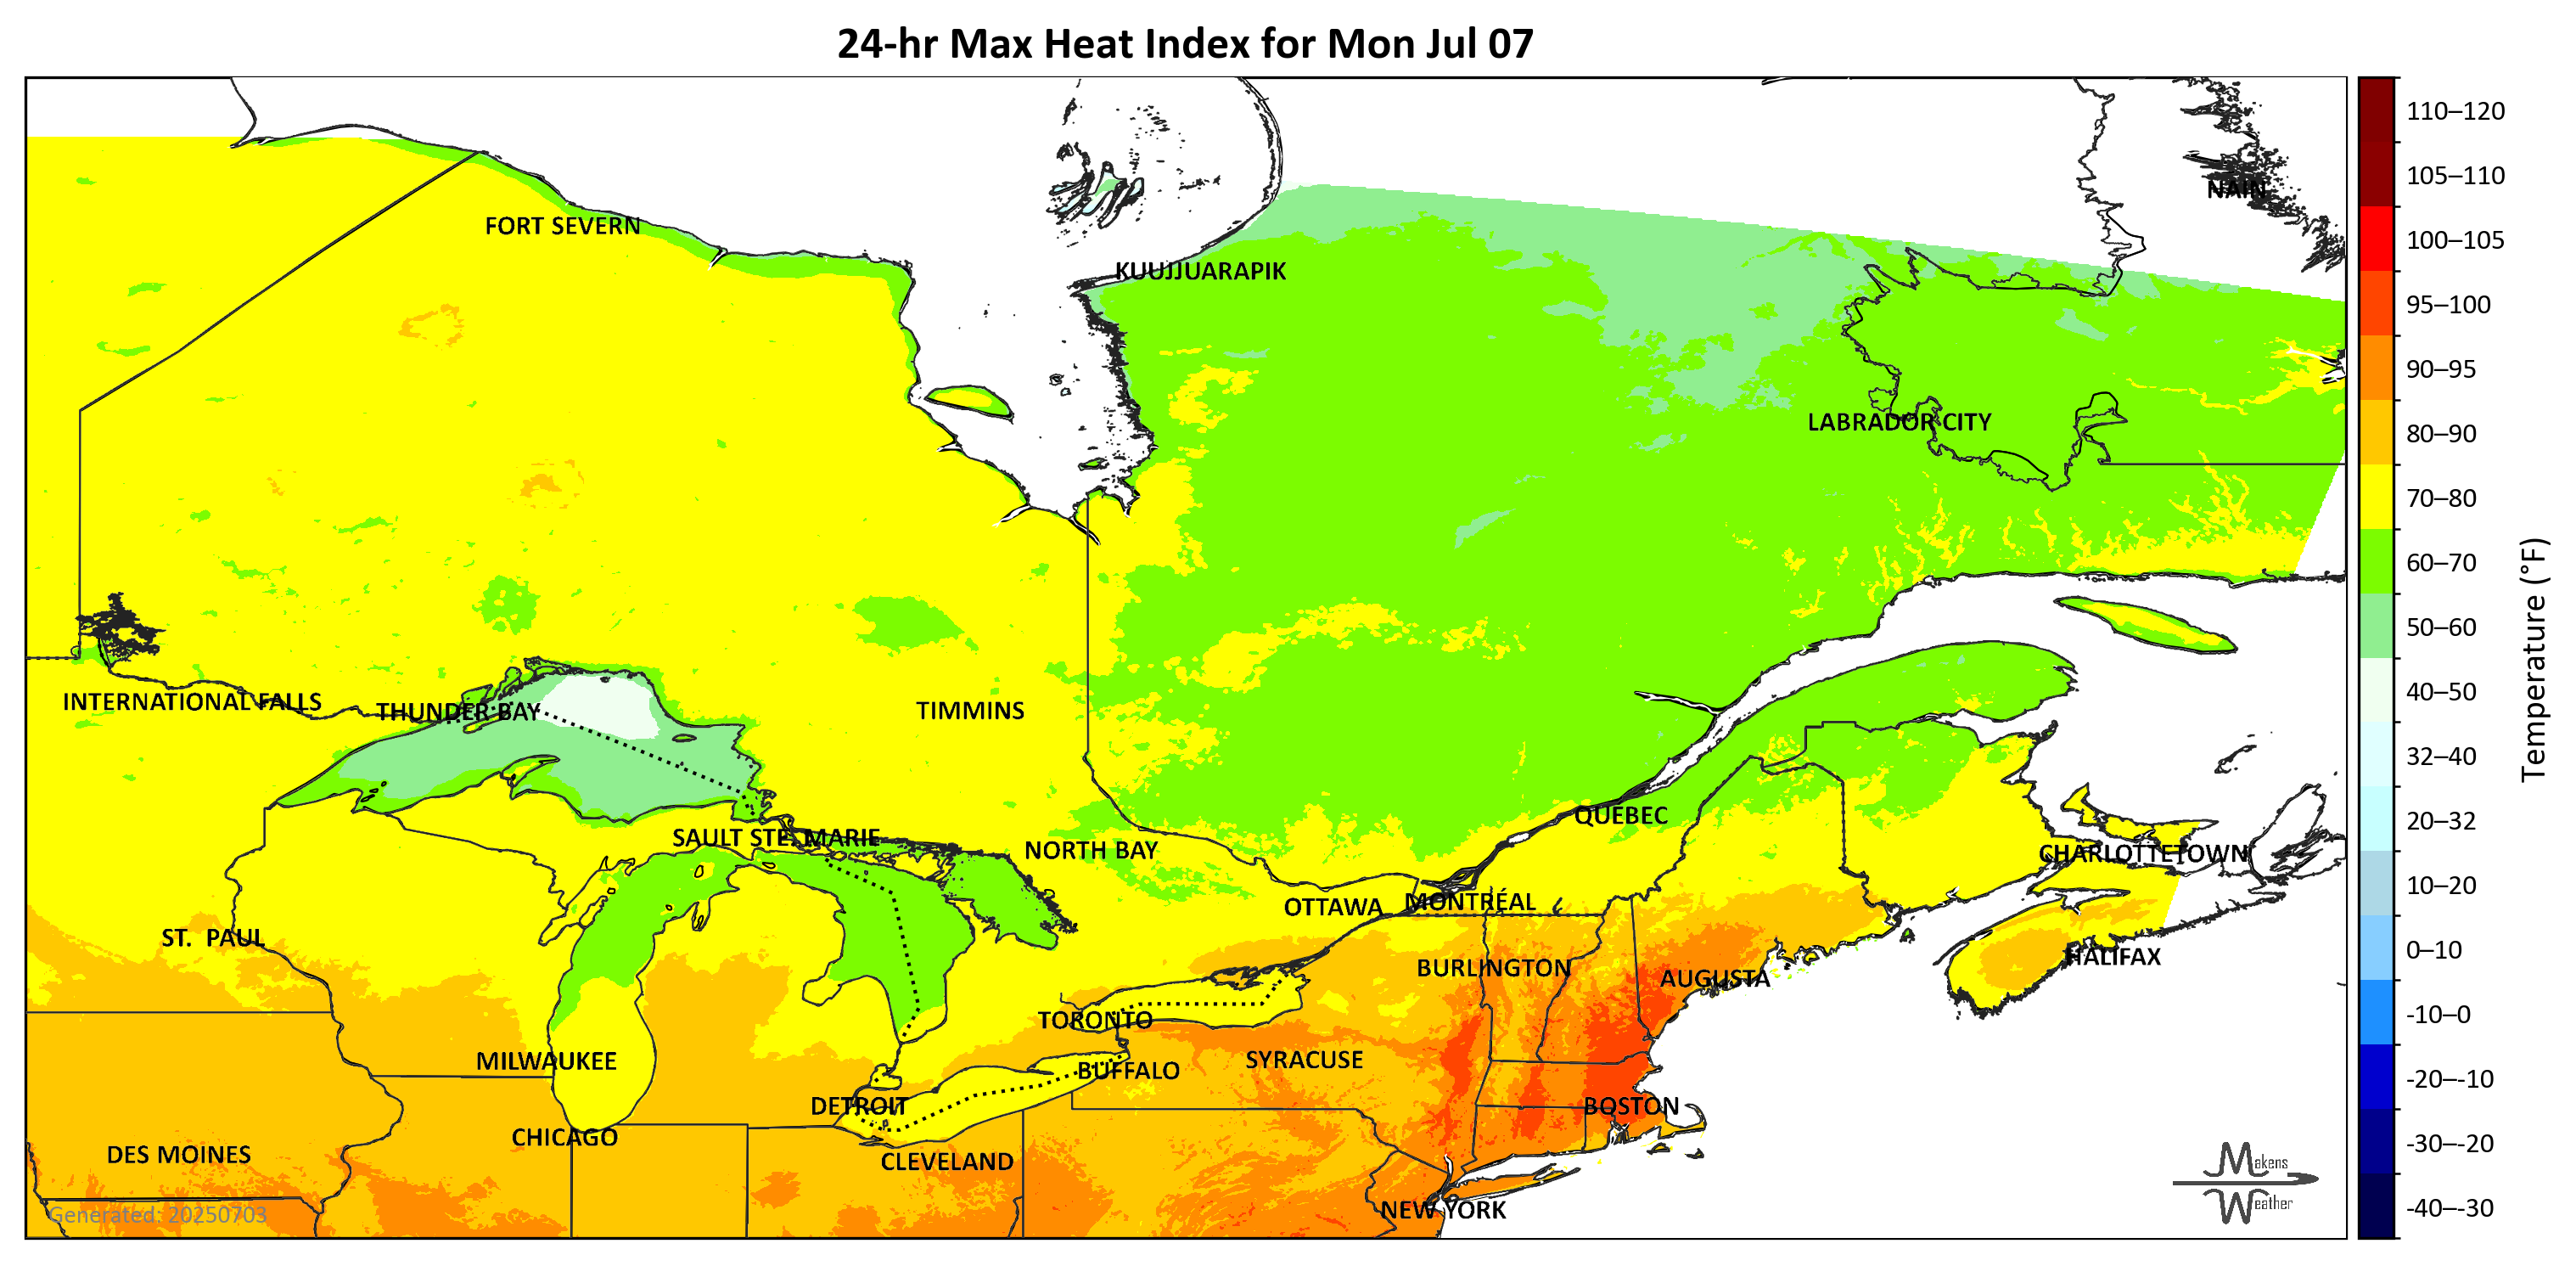 24-hr Max Heat Index for Mon Jul 07
110–120
105–110
NAIN
FORT SEVERN
100–105
KUUJJUARAPIK
95–100
90–95
LABRADOR CITY
80–90
70–80
60–70
50–60
Temperature (°F)
40–50
INTERNATIONAL FALLS
THUNDER BAY
TIMMINS
32–40
QUEBEC
20–32
SAULT STE. MARIE
NORTH BAY
CHARLOTTETOWN
10–20
OTTAWA
MONTRÉAL
ST. PAUL
0–10
HALIFAX
BURLINGTON
AUGUSTA
-10–0
TORONTO
MILWAUKEE
SYRACUSE
BUFFALO
-20–-10
DETROIT
BOSTON
CHICAGO
-30–-20
DES MOINES
CLEVELAND
Makens
Weather
NEW YORK
-40–-30
Generated: 20250703